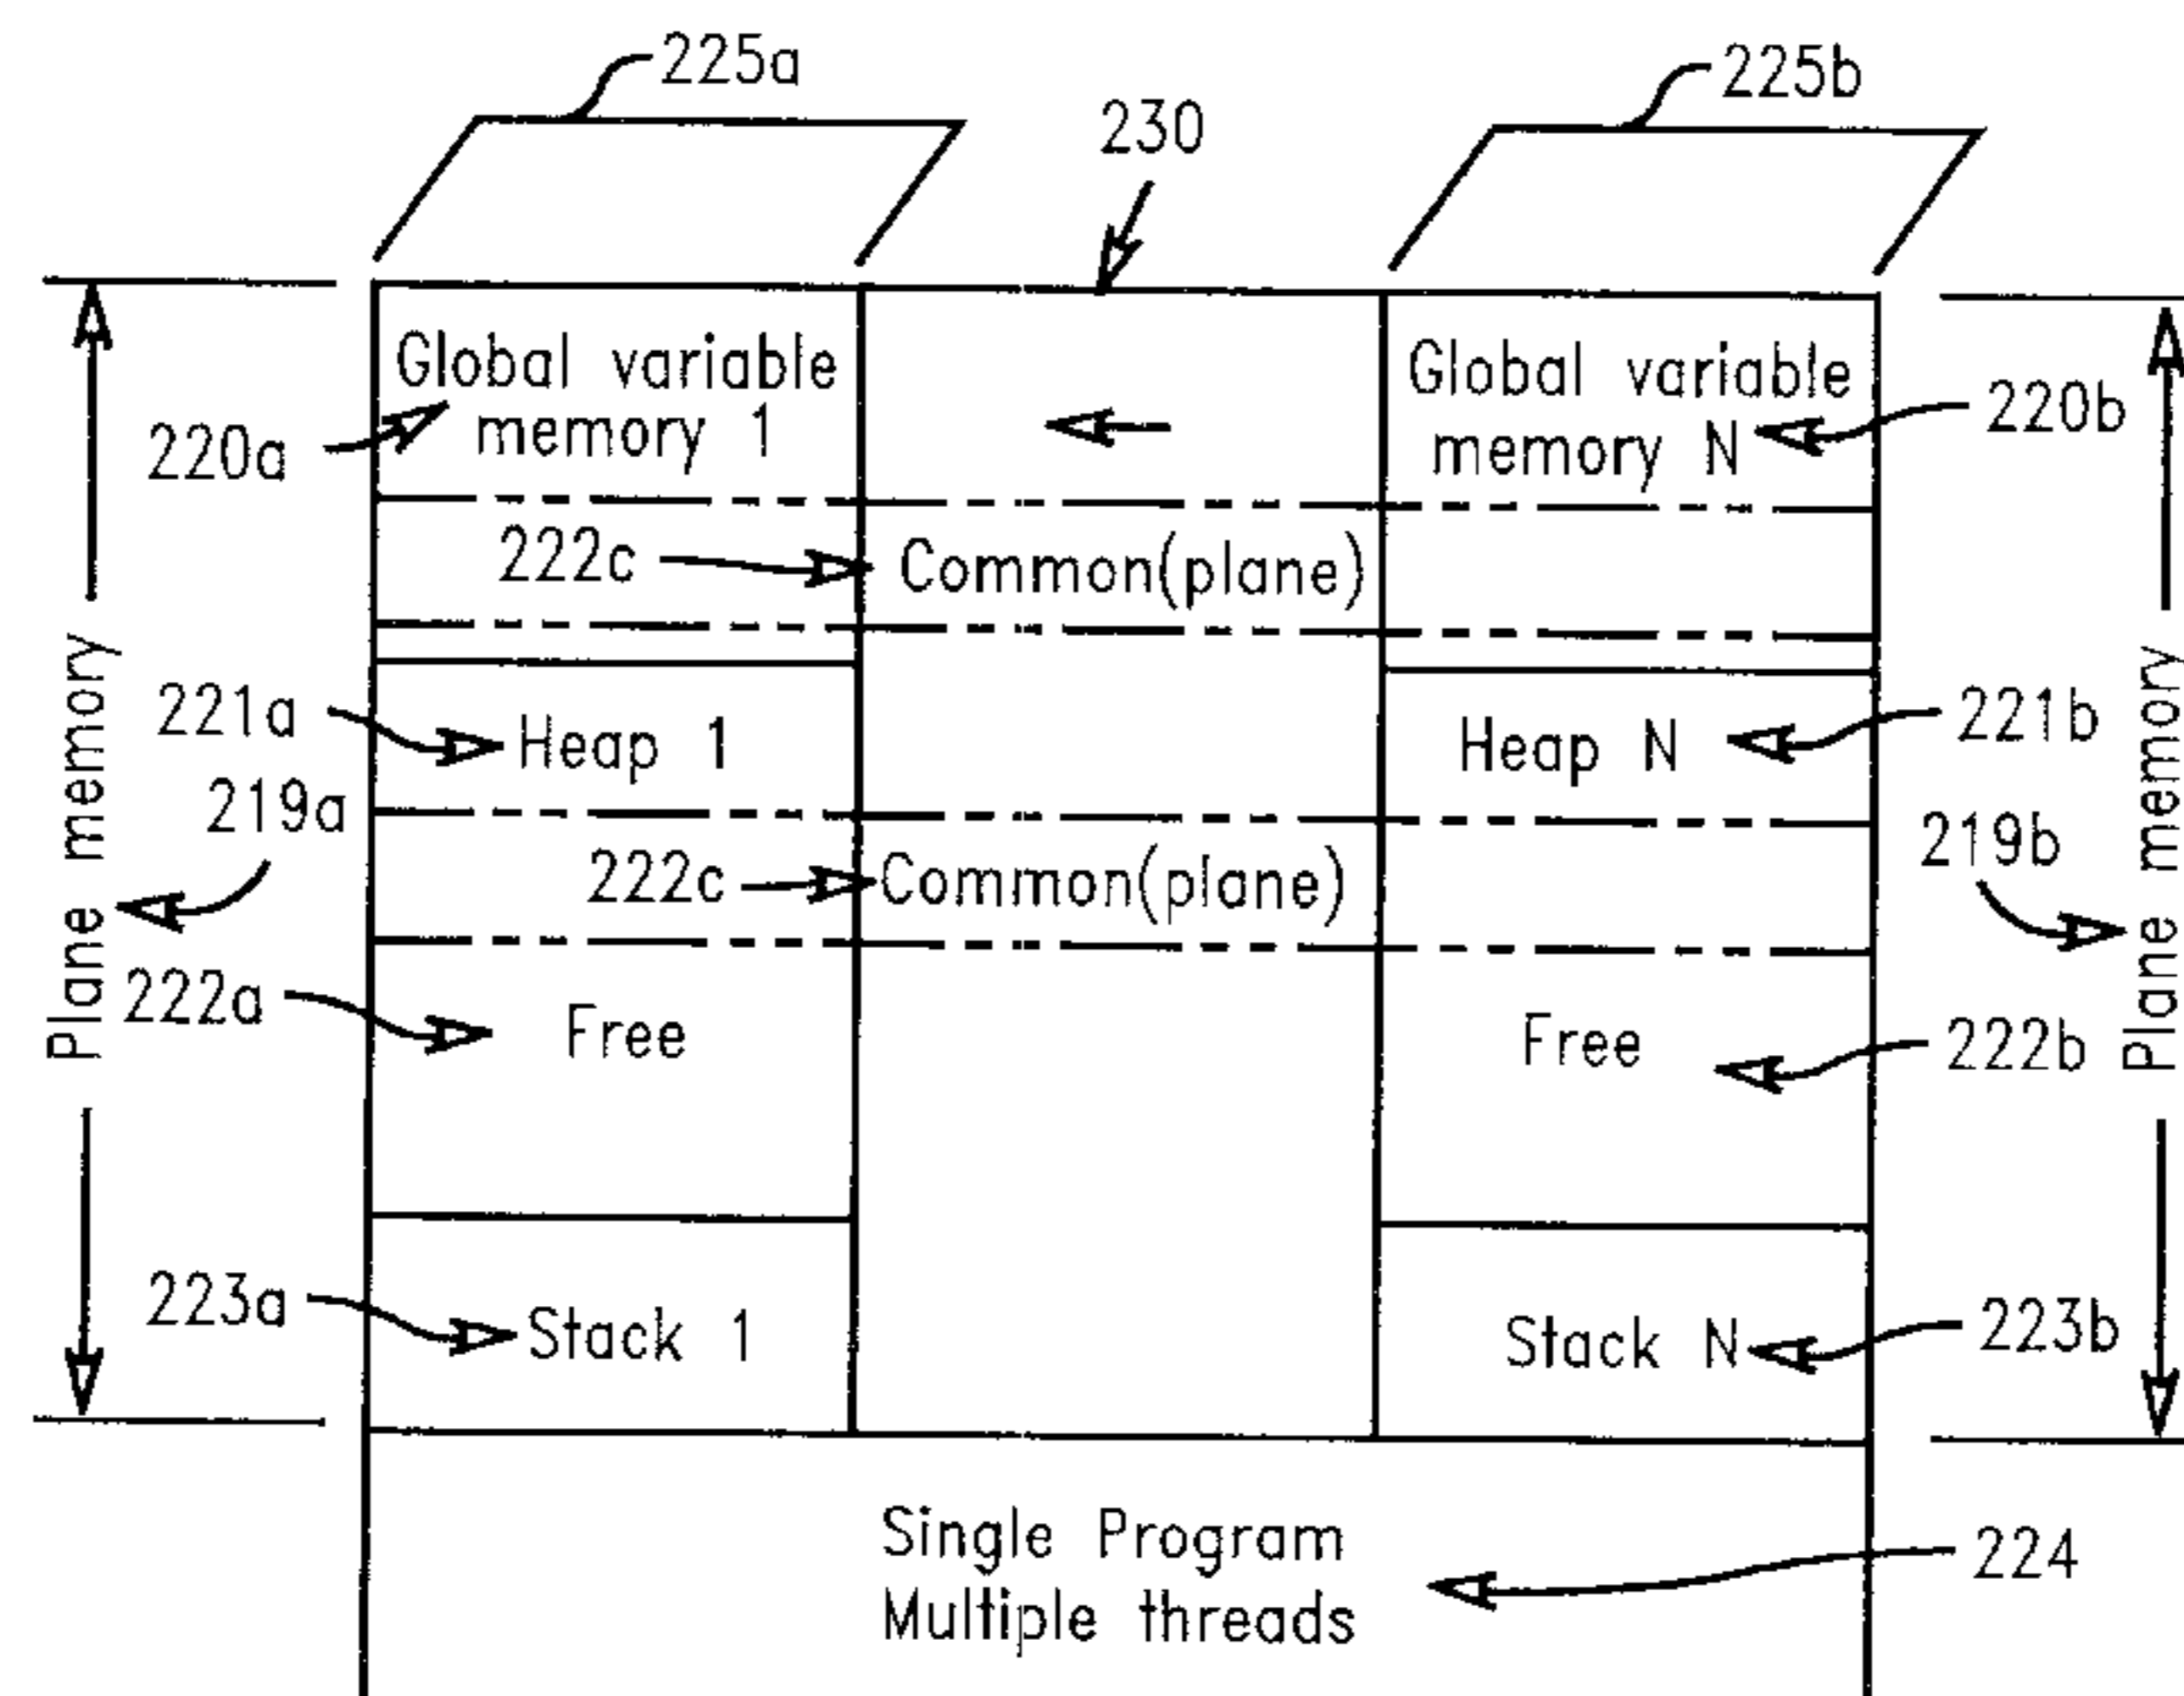 225a
225b
230
Global variable
memory 1
Global variable
memory N
220a
220b
222c
Common(plane)
221a
Heap 1
Heap N
221b
Plane memory
219a
222c
Common(plane)
219b
Plane memory
222a
Free
Free
222b
223a
Stack 1
Stack N
223b
Single Program
Multiple threads
224